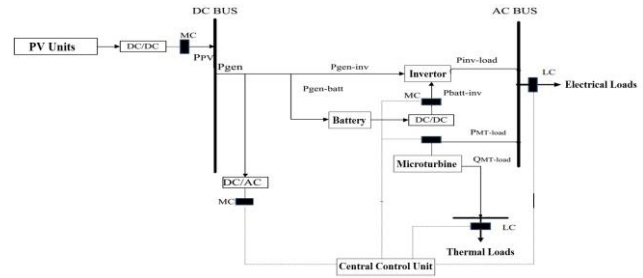 DC BUS
AC BUS
PV Units
DC/DC
MC
PPV
Pgen
Pgen-inv
Pgen-batt
Invertor
Pinv-load
LC
Electrical Loads
MC
Pbatt-inv
Battery
DC/DC
PMT-load
Microturbine
QMT-load
DC/AC
MC
LC
Thermal Loads
Central Control Unit